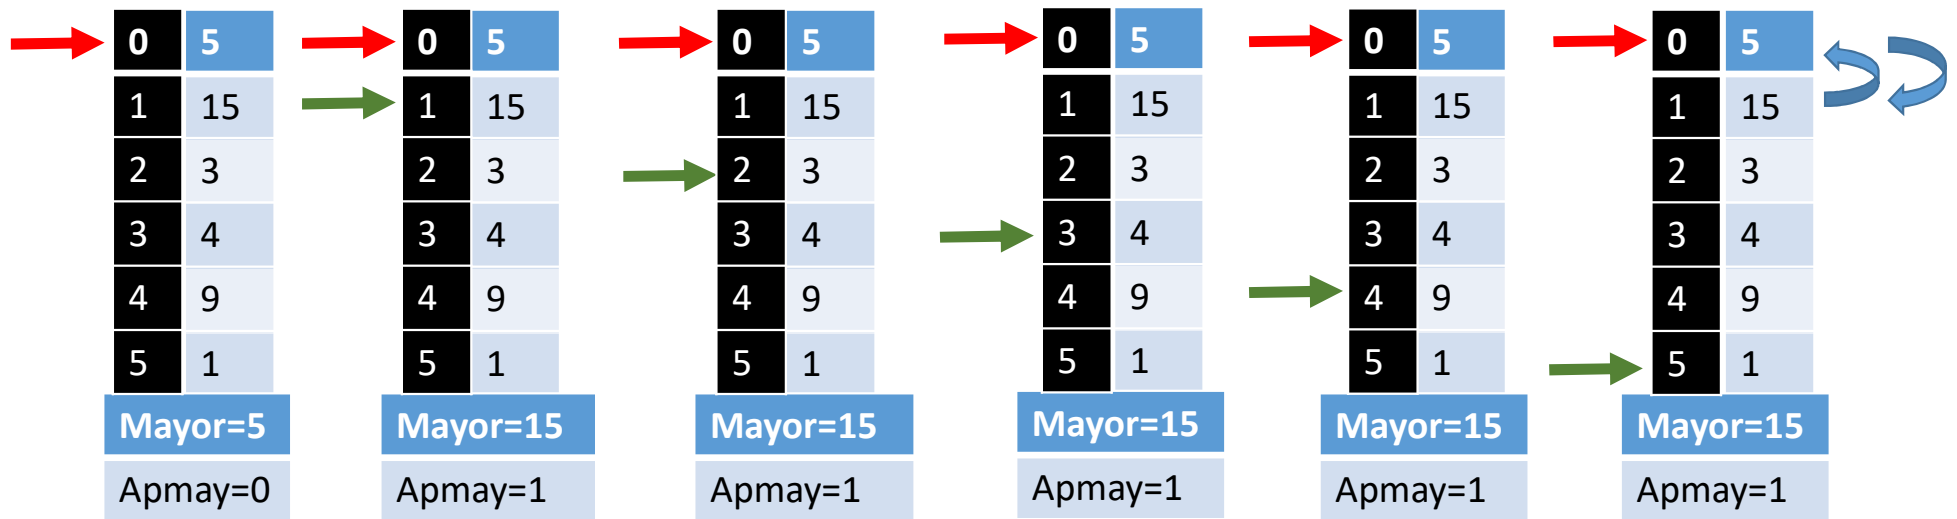 0 5 0 5 0 5 0 5 0 5 0 5
1 15 1 15 1 15 1 15 1 15 1 15
2 3 2 3 2 3 2 3 2 3 2 3
3 4 3 4 3 4 3 4 3 4 3 4
4 9 4 9 4 9 4 9 4 9 4 9
5 1 5 1 5 1 5 1 5 1 5 1
Mayor=5 Mayor=15 Mayor=15 Mayor=15 Mayor=15 Mayor=15
Apmay=0 Apmay=1 Apmay=1 Apmay=1 Apmay=1 Apmay=1